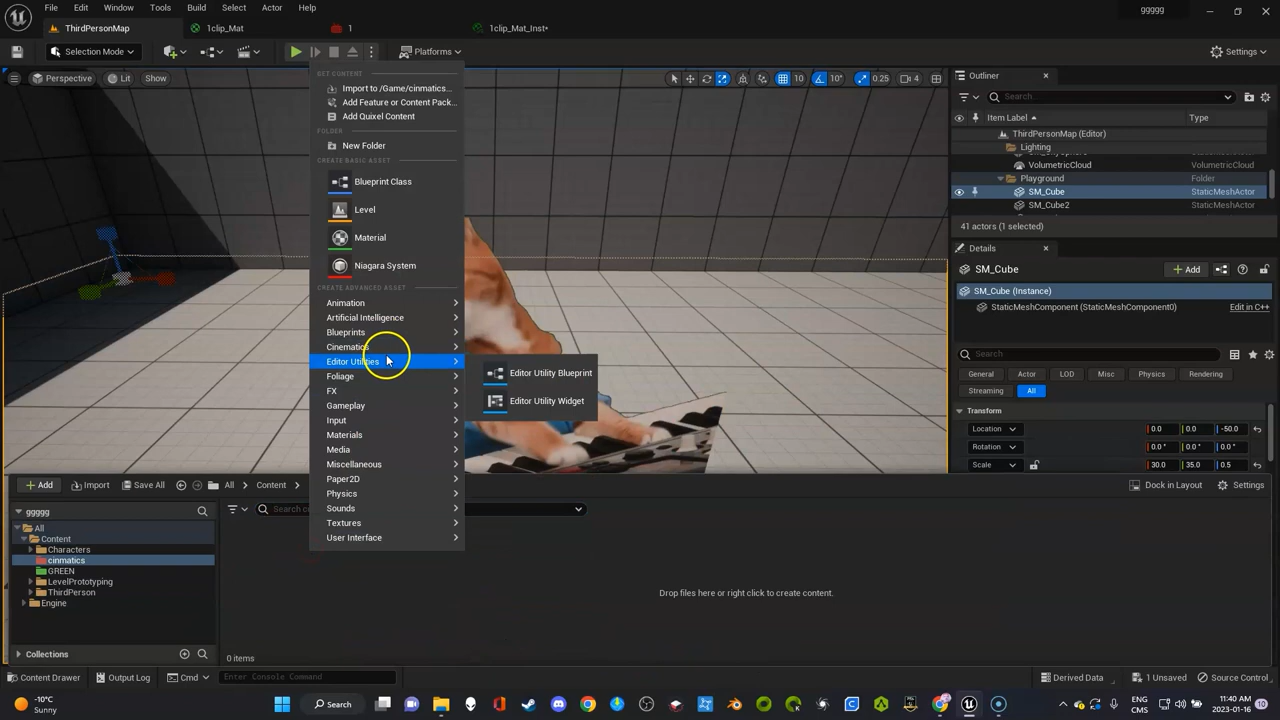 File Edit Window Tools Build Select Actor Help
ggggg
ThirdPersonMap 1clip_Mat 1 1clip_Mat_Inst*
Selection Mode Platforms Settings
Perspective Lit Show
10 10° 0.25 4
GET CONTENT
Import to /Game/cinmatics...
Add Feature or Content Pack...
Add Quixel Content
FOLDER
New Folder
CREATE BASIC ASSET
Blueprint Class
Level
Material
Niagara System
CREATE ADVANCED ASSET
Animation
Artificial Intelligence
Blueprints
Cinematics
Editor Utilities
Foliage
FX
Gameplay
Input
Materials
Media
Miscellaneous
Paper2D
Physics
Sounds
Textures
User Interface
Editor Utility Blueprint
Editor Utility Widget
Outliner
Search...
Item Label Type
ThirdPersonMap (Editor)
Lighting
VolumetricCloud VolumetricCloud
Playground Folder
SM_Cube StaticMeshActor
SM_Cube2 StaticMeshActor
41 actors (1 selected)
Details
SM_Cube Add
SM_Cube (Instance)
StaticMeshComponent (StaticMeshComponent0) Edit in C++
Search
General Actor LOD Misc Physics Rendering
Streaming All
Transform
Location 0.0 0.0 -50.0
Rotation 0.0° 0.0° 0.0°
Scale 30.0 35.0 0.5
Add Import Save All All Content
Dock in Layout Settings
ggggg
Search
All
Content
Characters
cinmatics
GREEN
LevelPrototyping
ThirdPerson
Engine
Drop files here or right click to create content.
Collections
0 items
Content Drawer Output Log Cmd Enter Console Command
Derived Data 1 Unsaved Source Control
-10°C
Sunny
Search
ENG
CMS
11:40 AM
2023-01-16